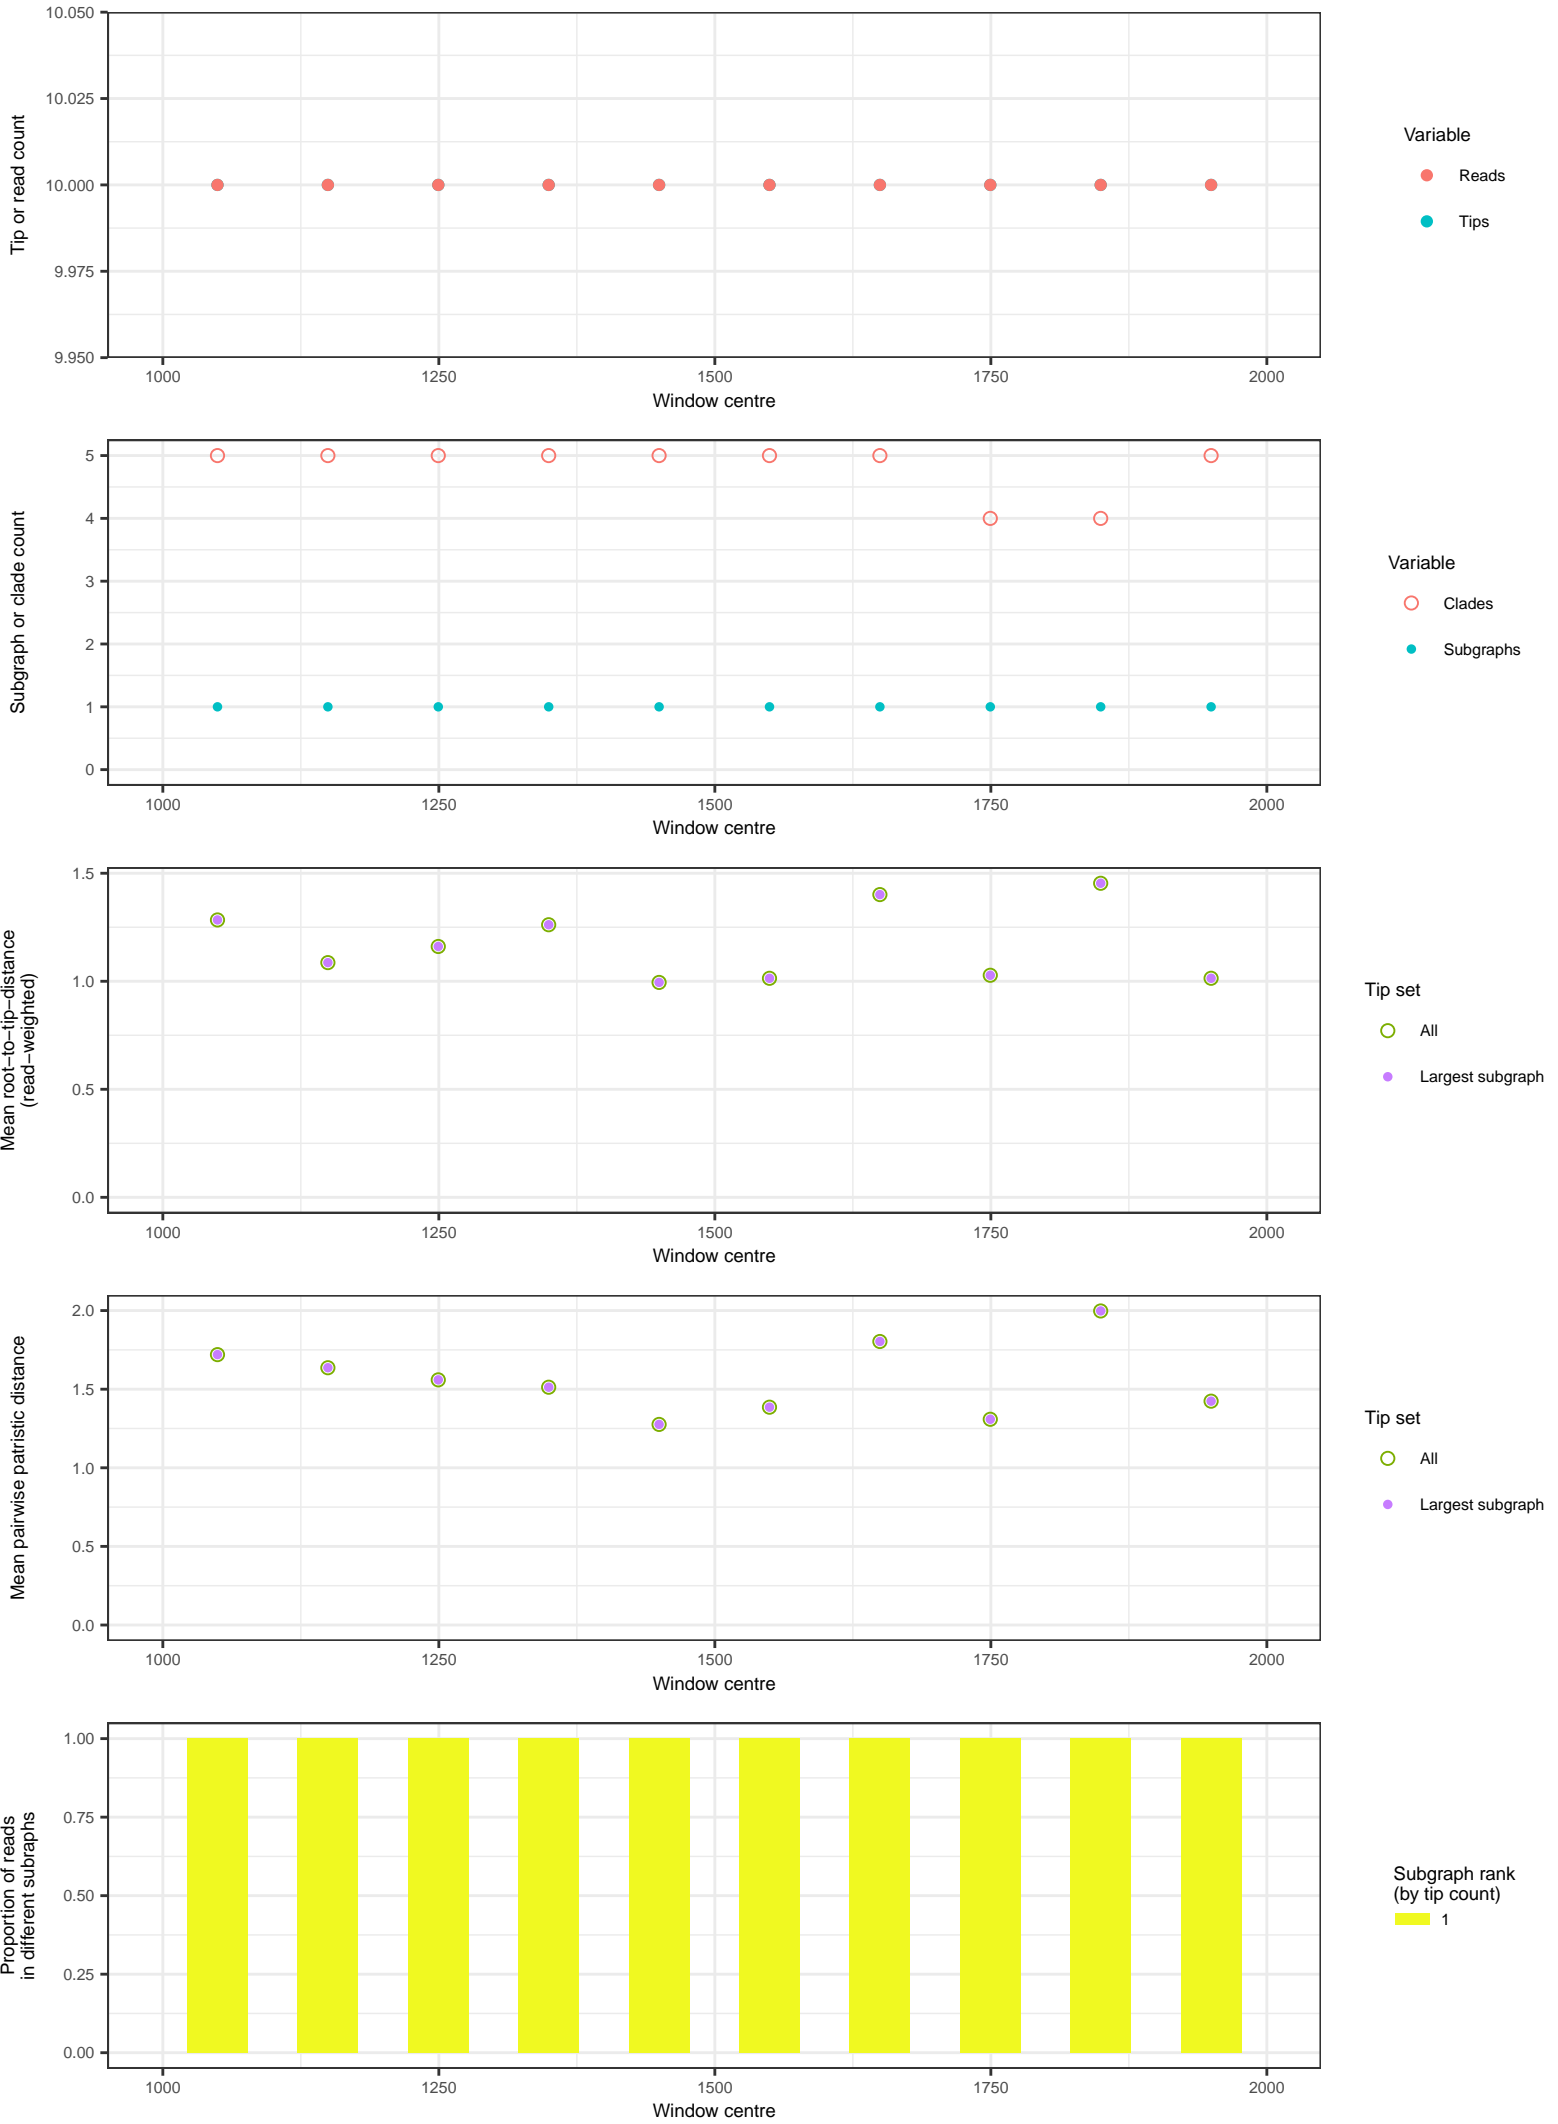 10.050
10.025
10.000
9.975
9.950
Tip or read count
1000 1250 1500 1750 2000
Window centre
Variable
Reads
Tips
5
4
3
2
1
0
Subgraph or clade count
1000 1250 1500 1750 2000
Window centre
Variable
Clades
Subgraphs
1.5
1.0
0.5
0.0
Mean root−to−tip−distance
(read−weighted)
1000 1250 1500 1750 2000
Window centre
Tip set
All
Largest subgraph
2.0
1.5
1.0
0.5
0.0
Mean pairwise patristic distance
1000 1250 1500 1750 2000
Window centre
Tip set
All
Largest subgraph
1.00
0.75
0.50
0.25
0.00
Proportion of reads
in different subraphs
1000 1250 1500 1750 2000
Window centre
Subgraph rank
(by tip count)
1